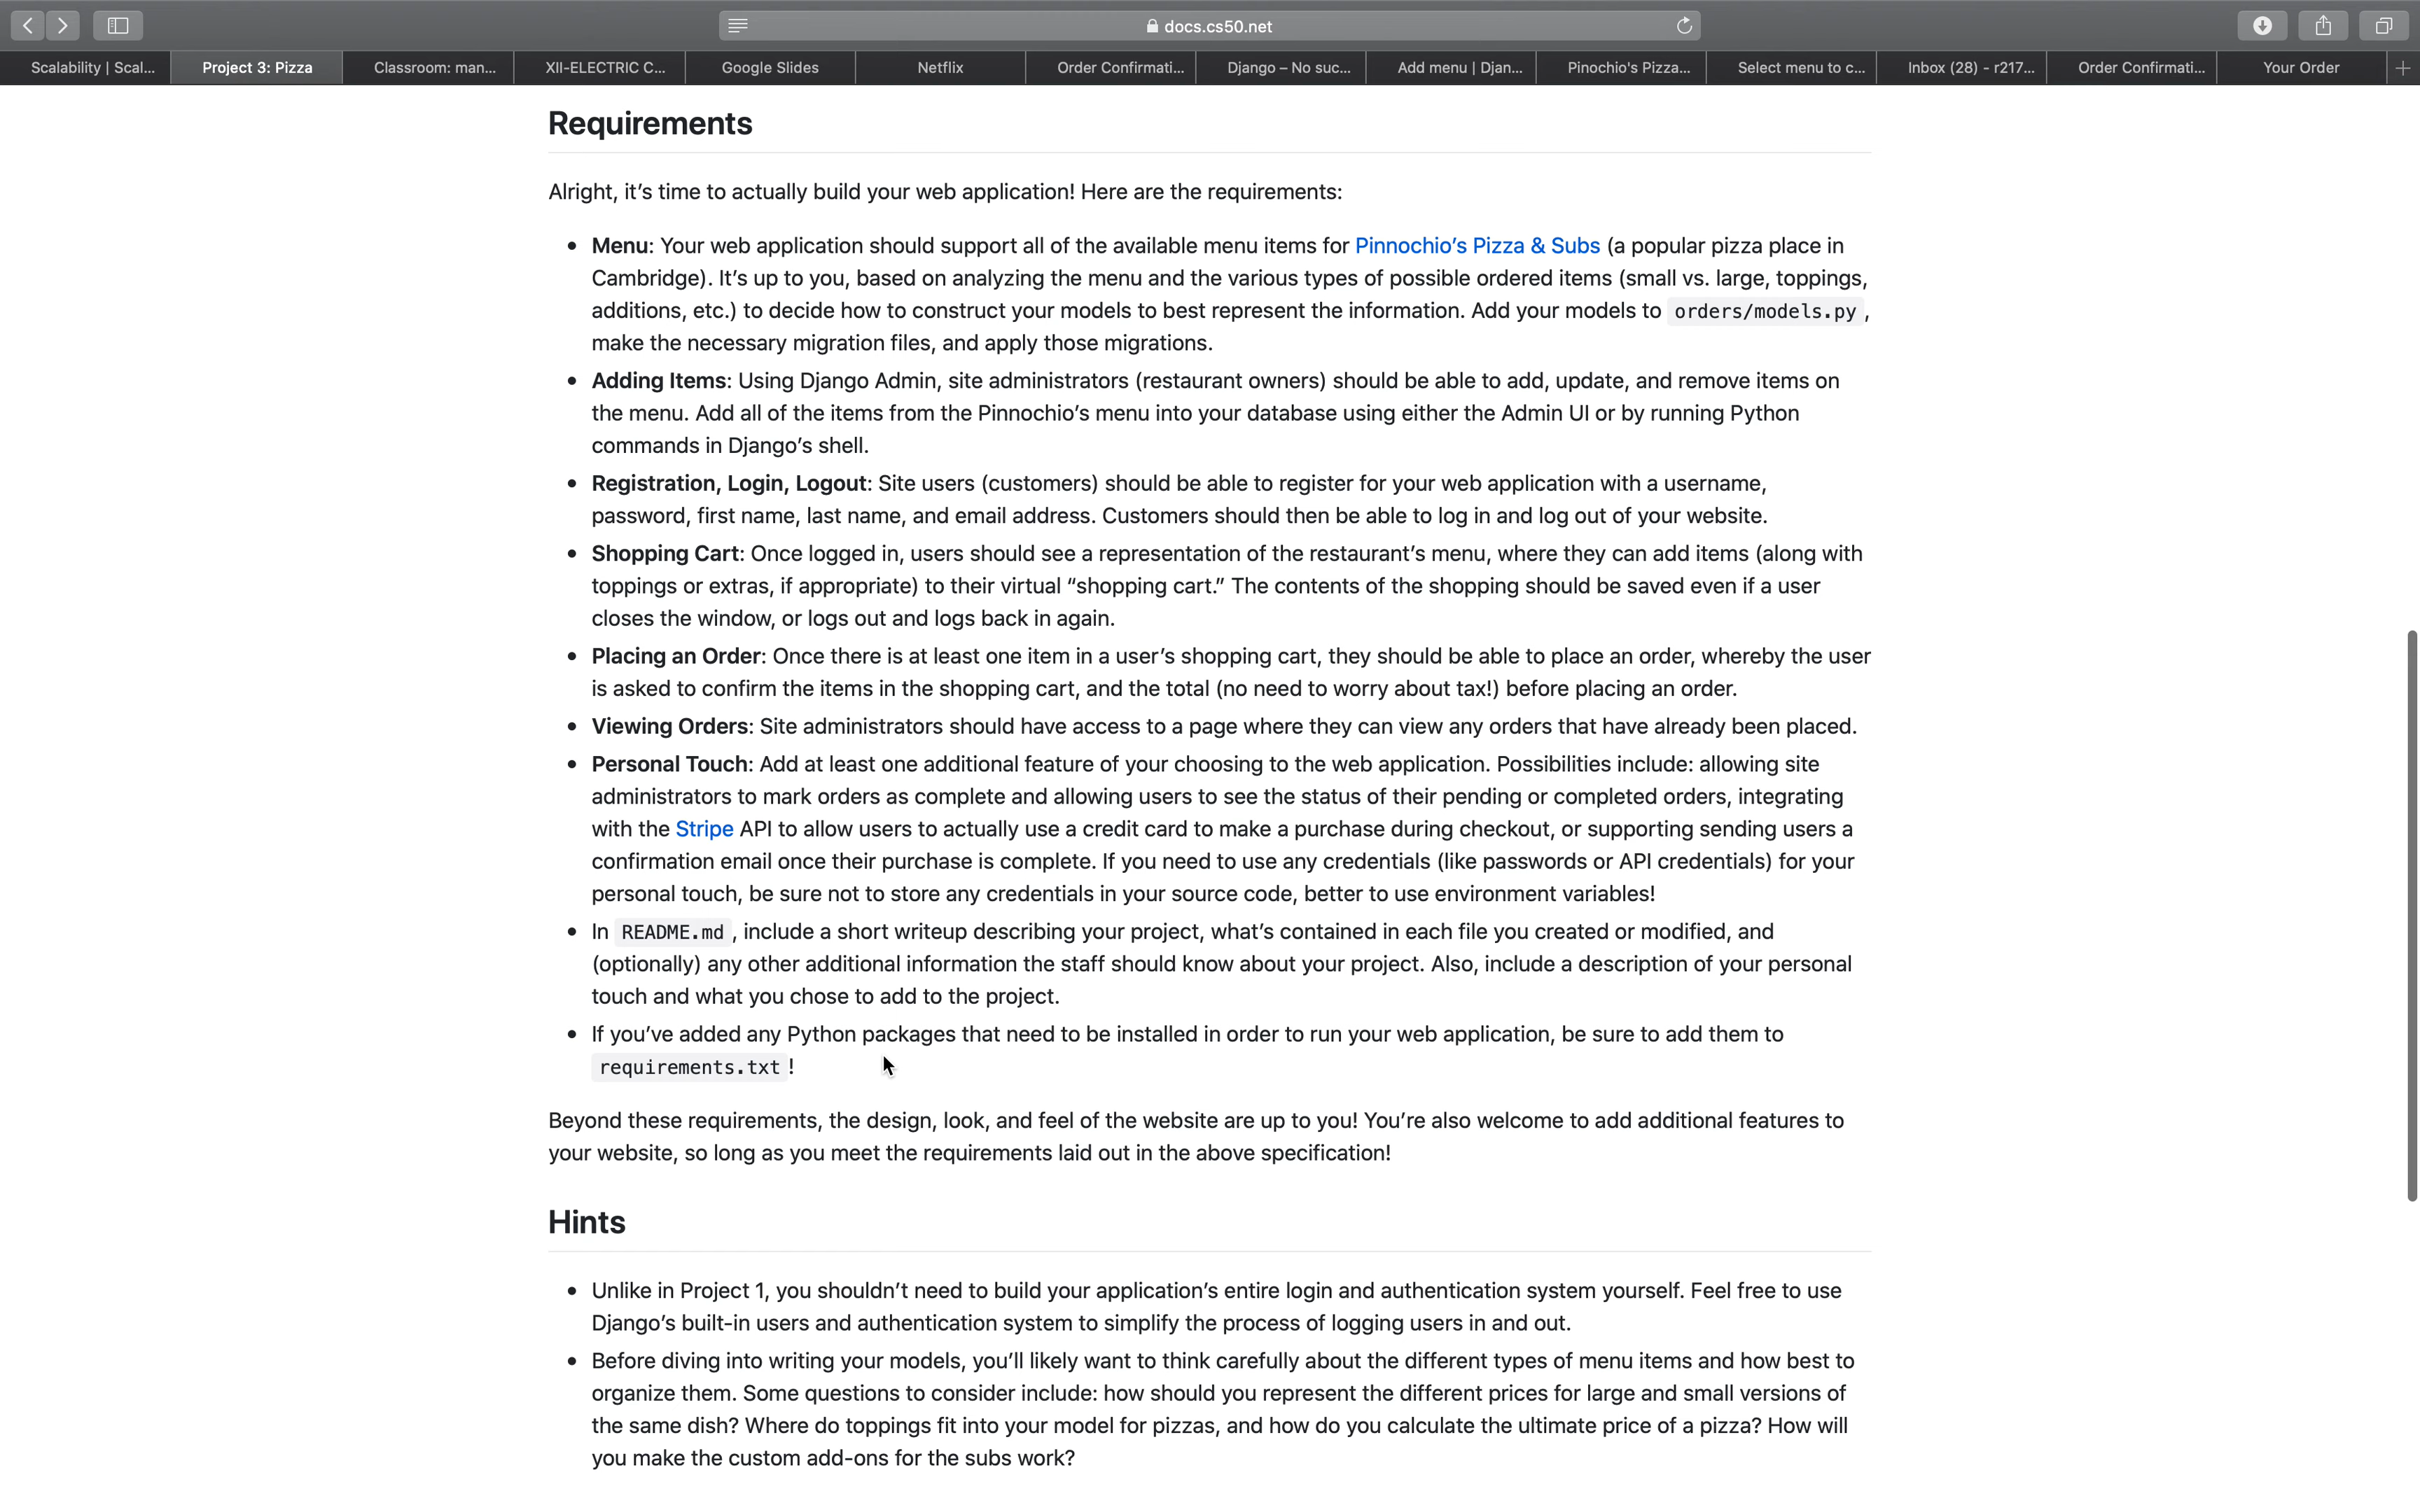 docs.cs50.net
Scalability | Scal...
Project 3: Pizza
Classroom: man...
XII-ELECTRIC C...
Google Slides
Netflix
Order Confirmati...
Django – No suc...
Add menu | Djan...
Pinochio's Pizza...
Select menu to c...
Inbox (28) - r217...
Order Confirmati...
Your Order
Requirements
Alright, it's time to actually build your web application! Here are the requirements:
• Menu: Your web application should support all of the available menu items for Pinnochio's Pizza & Subs (a popular pizza place in
Cambridge). It's up to you, based on analyzing the menu and the various types of possible ordered items (small vs. large, toppings,
additions, etc.) to decide how to construct your models to best represent the information. Add your models to orders/models.py,
make the necessary migration files, and apply those migrations.
• Adding Items: Using Django Admin, site administrators (restaurant owners) should be able to add, update, and remove items on
the menu. Add all of the items from the Pinnochio's menu into your database using either the Admin UI or by running Python
commands in Django's shell.
• Registration, Login, Logout: Site users (customers) should be able to register for your web application with a username,
password, first name, last name, and email address. Customers should then be able to log in and log out of your website.
• Shopping Cart: Once logged in, users should see a representation of the restaurant's menu, where they can add items (along with
toppings or extras, if appropriate) to their virtual “shopping cart.” The contents of the shopping should be saved even if a user
closes the window, or logs out and logs back in again.
• Placing an Order: Once there is at least one item in a user's shopping cart, they should be able to place an order, whereby the user
is asked to confirm the items in the shopping cart, and the total (no need to worry about tax!) before placing an order.
• Viewing Orders: Site administrators should have access to a page where they can view any orders that have already been placed.
• Personal Touch: Add at least one additional feature of your choosing to the web application. Possibilities include: allowing site
administrators to mark orders as complete and allowing users to see the status of their pending or completed orders, integrating
with the Stripe API to allow users to actually use a credit card to make a purchase during checkout, or supporting sending users a
confirmation email once their purchase is complete. If you need to use any credentials (like passwords or API credentials) for your
personal touch, be sure not to store any credentials in your source code, better to use environment variables!
• In README.md, include a short writeup describing your project, what's contained in each file you created or modified, and
(optionally) any other additional information the staff should know about your project. Also, include a description of your personal
touch and what you chose to add to the project.
• If you've added any Python packages that need to be installed in order to run your web application, be sure to add them to
requirements.txt!
Beyond these requirements, the design, look, and feel of the website are up to you! You're also welcome to add additional features to
your website, so long as you meet the requirements laid out in the above specification!
Hints
• Unlike in Project 1, you shouldn't need to build your application's entire login and authentication system yourself. Feel free to use
Django's built-in users and authentication system to simplify the process of logging users in and out.
• Before diving into writing your models, you'll likely want to think carefully about the different types of menu items and how best to
organize them. Some questions to consider include: how should you represent the different prices for large and small versions of
the same dish? Where do toppings fit into your model for pizzas, and how do you calculate the ultimate price of a pizza? How will
you make the custom add-ons for the subs work?